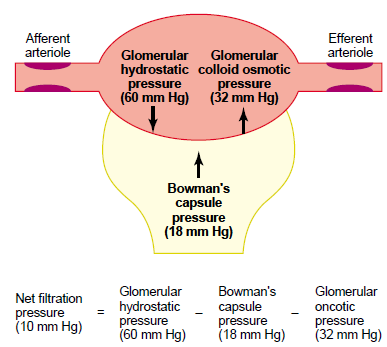 Afferent
arteriole
Efferent
arteriole
Glomerular
hydrostatic
pressure
(60 mm Hg)
Glomerular
colloid osmotic
pressure
(32 mm Hg)
Bowman's
capsule
pressure
(18 mm Hg)
Net filtration
pressure
(10 mm Hg)
=
Glomerular
hydrostatic
pressure
(60 mm Hg)
–
Bowman's
capsule
pressure
(18 mm Hg)
–
Glomerular
oncotic
pressure
(32 mm Hg)